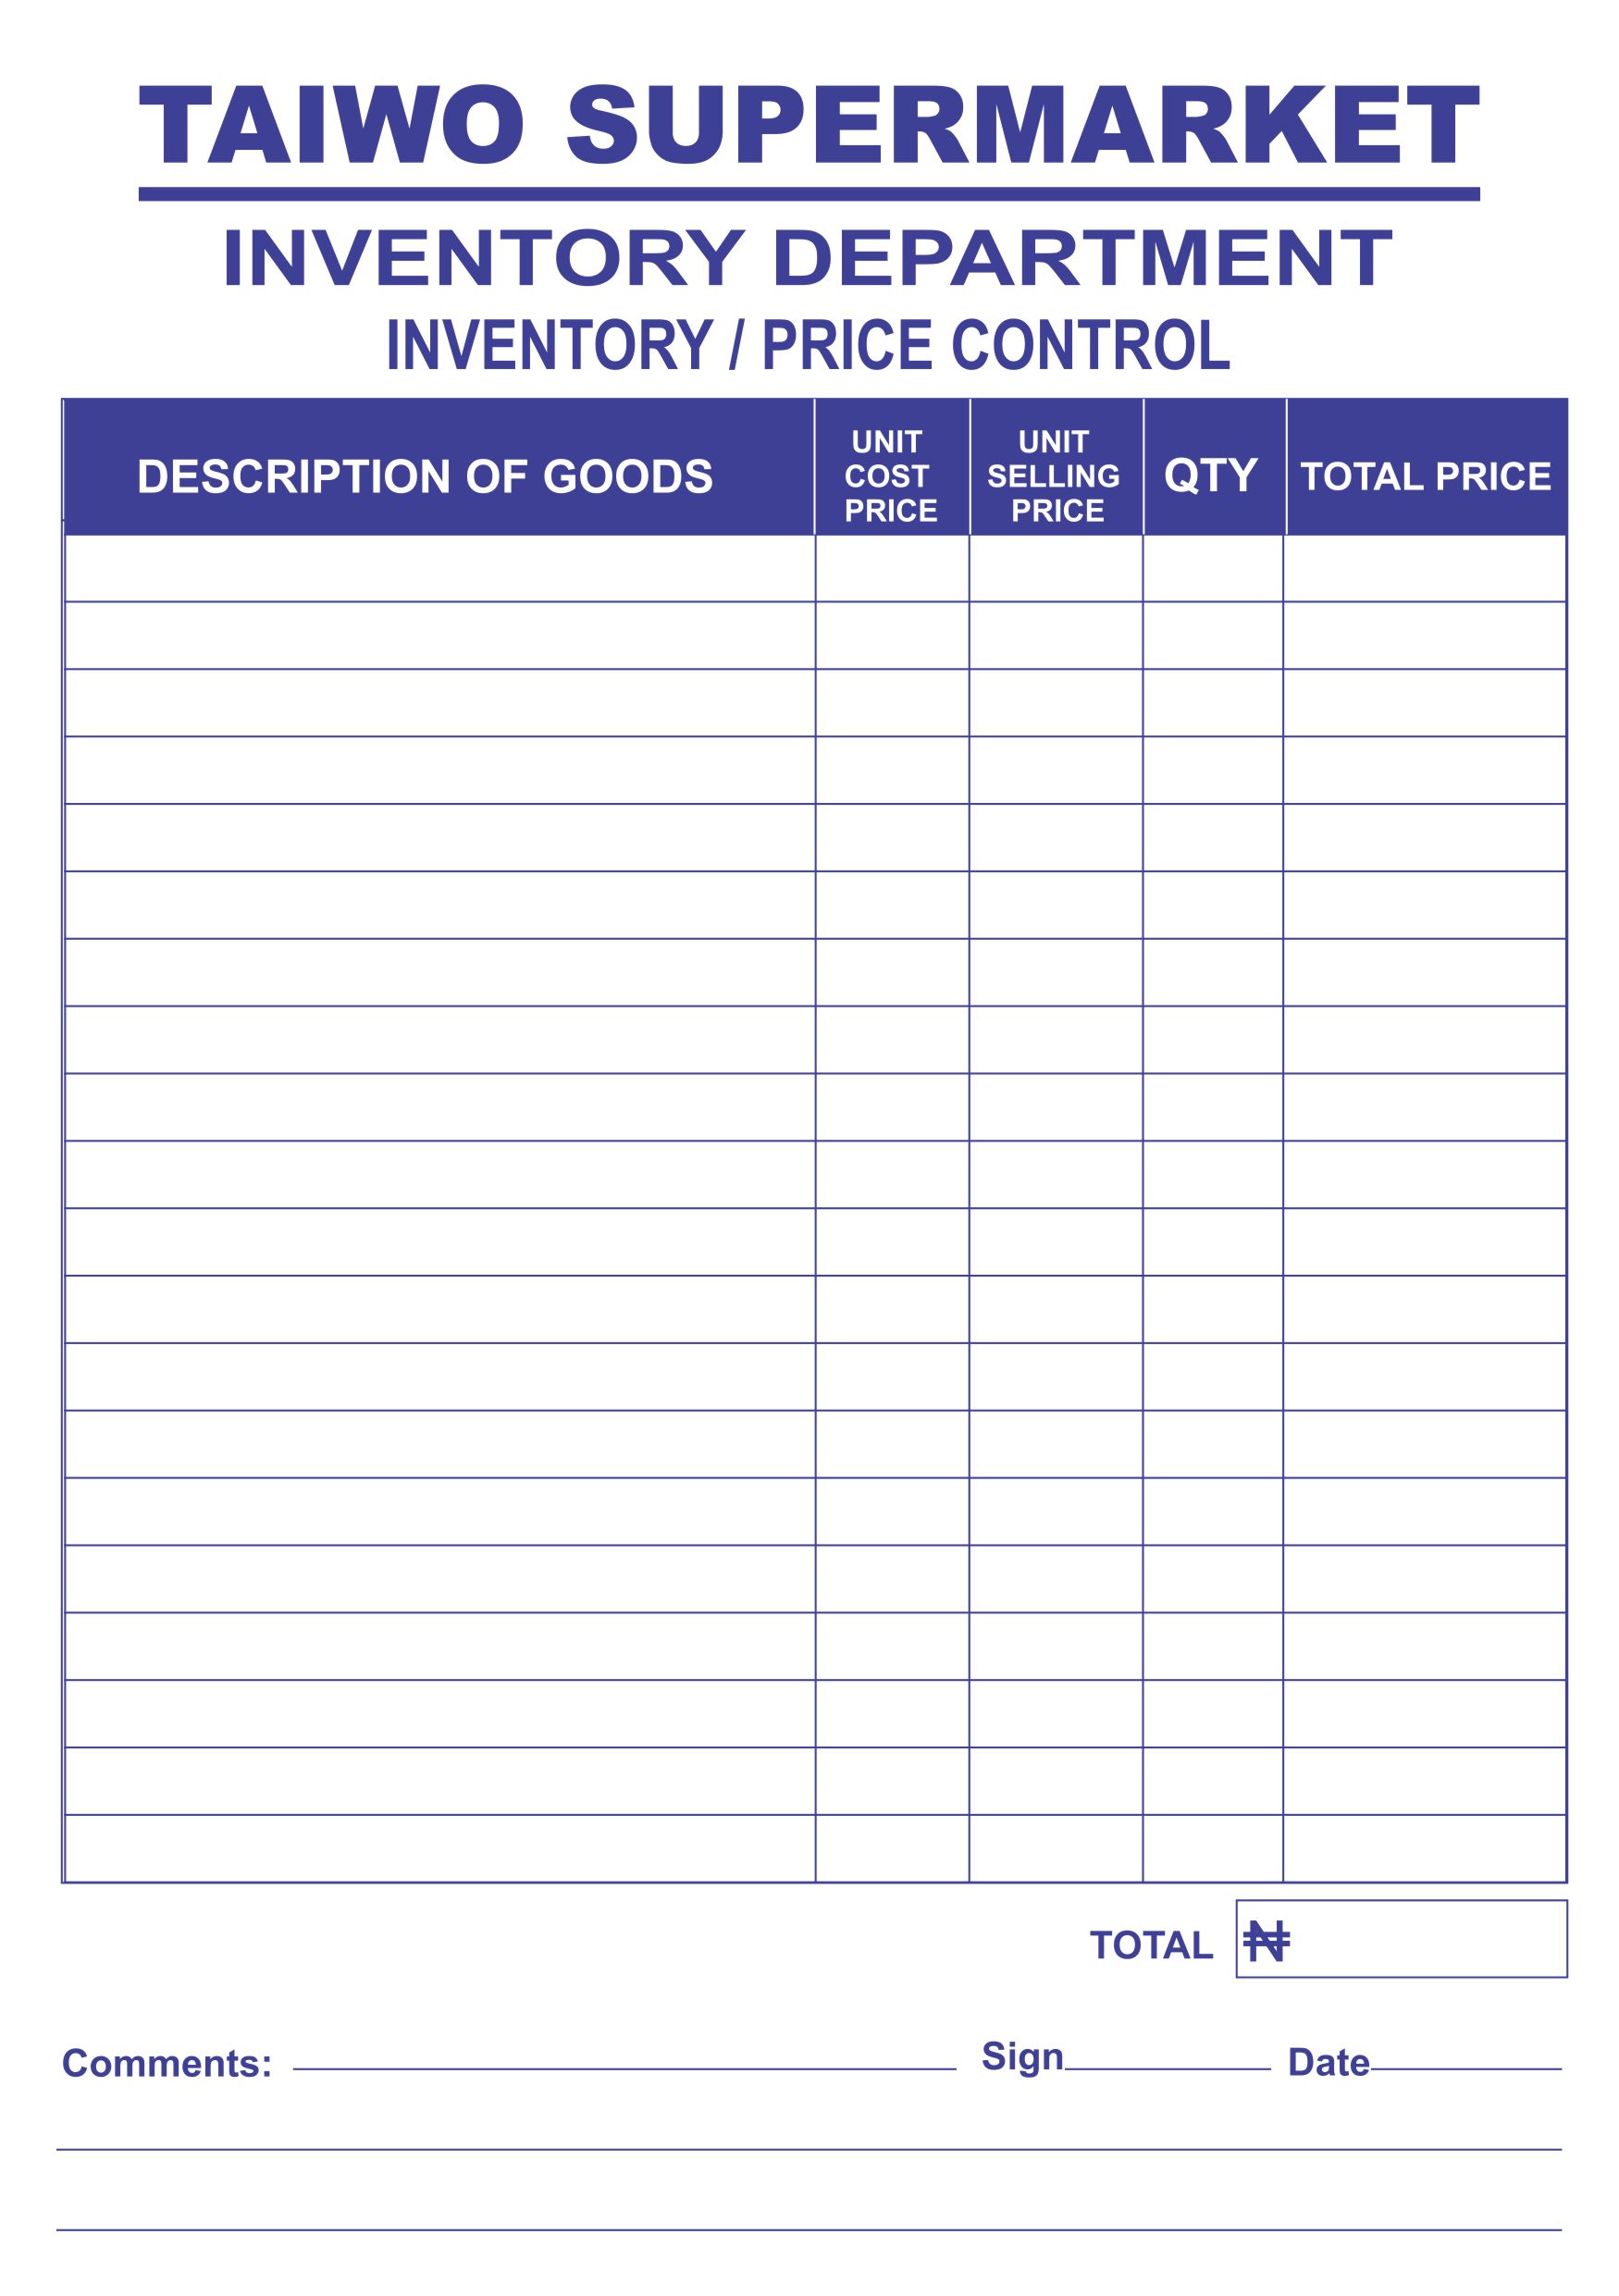 TAIWO SUPERMARKET
INVENTORY DEPARTMENT
INVENTORY / PRICE CONTROL
DESCRIPTION OF GOODS
UNIT
COST
PRICE
UNIT
SELLING
PRICE
QTY
TOTAL PRICE
TOTAL ₦
Comments:
Sign
Date